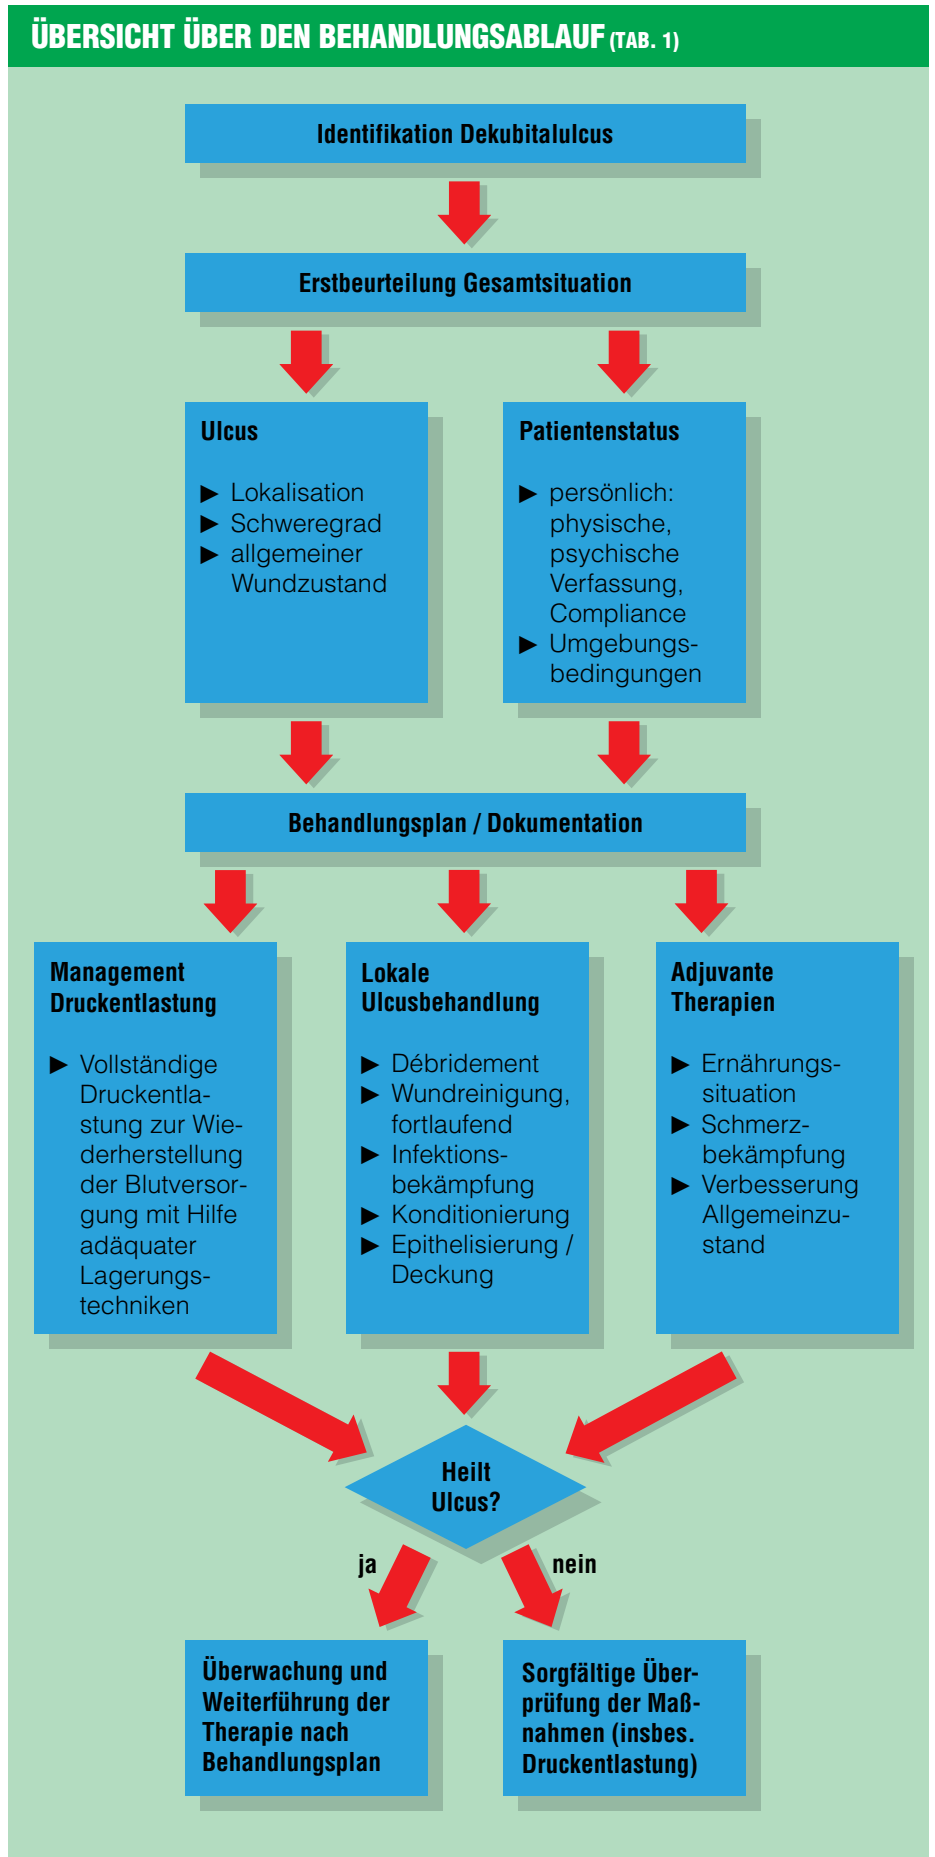 ÜBERSICHT ÜBER DEN BEHANDLUNGSABLAUF (TAB. 1)
Identifikation Dekubitalulcus
Erstbeurteilung Gesamtsituation
Ulcus
► Lokalisation
► Schweregrad
► allgemeiner
Wundzustand
Patientenstatus
► persönlich:
physische,
psychische
Verfassung,
Compliance
► Umgebungs-
bedingungen
Behandlungsplan / Dokumentation
Management
Druckentlastung
► Vollständige
Druckentla-
stung zur Wie-
derherstellung
der Blutversor-
gung mit Hilfe
adäquater
Lagerungs-
techniken
Lokale
Ulcusbehandlung
► Débridement
► Wundreinigung,
fortlaufend
► Infektions-
bekämpfung
► Konditionierung
► Epithelisierung /
Deckung
Adjuvante
Therapien
► Ernährungs-
situation
► Schmerz-
bekämpfung
► Verbesserung
Allgemeinzu-
stand
Heilt
Ulcus?
ja
nein
Überwachung und
Weiterführung der
Therapie nach
Behandlungsplan
Sorgfältige Über-
prüfung der Maß-
nahmen (insbes.
Druckentlastung)